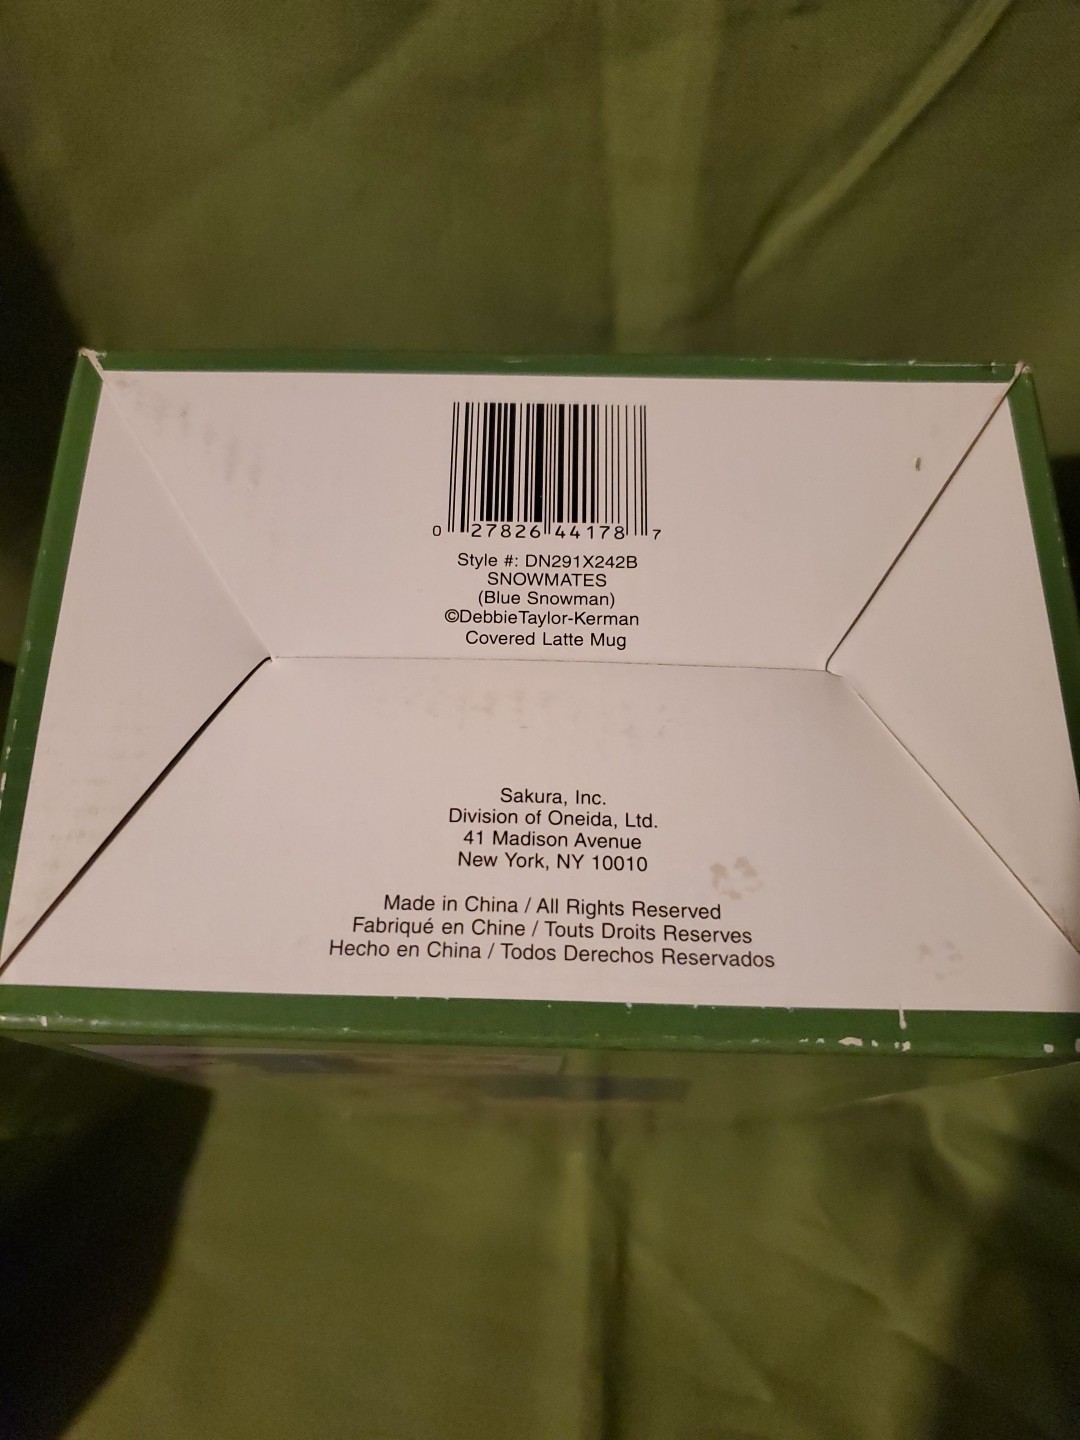 0 27826 44178 7
Style #: DN291X242B
SNOWMATES
(Blue Snowman)
©DebbieTaylor-Kerman
Covered Latte Mug
Sakura, Inc.
Division of Oneida, Ltd.
41 Madison Avenue
New York, NY 10010
Made in China / All Rights Reserved
Fabriqué en Chine / Touts Droits Reserves
Hecho en China / Todos Derechos Reservados